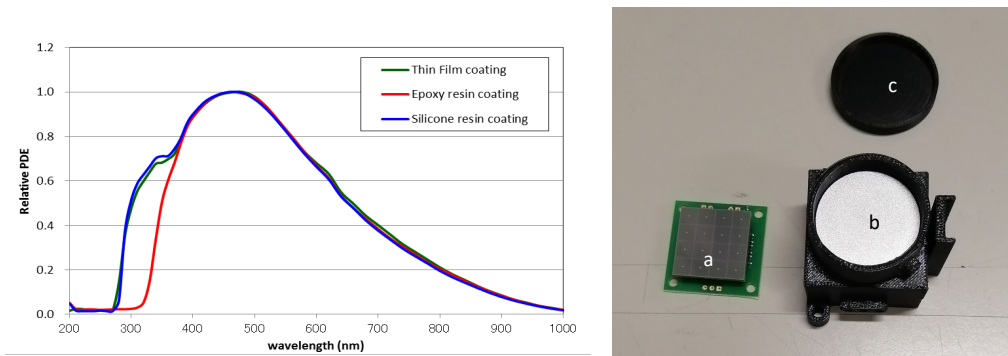 1.2
1.0
0.8
0.6
0.4
0.2
0.0
Relative PDE
Thin Film coating
Epoxy resin coating
Silicone resin coating
200 300 400 500 600 700 800 900 1000
wavelength (nm)
a
b
c